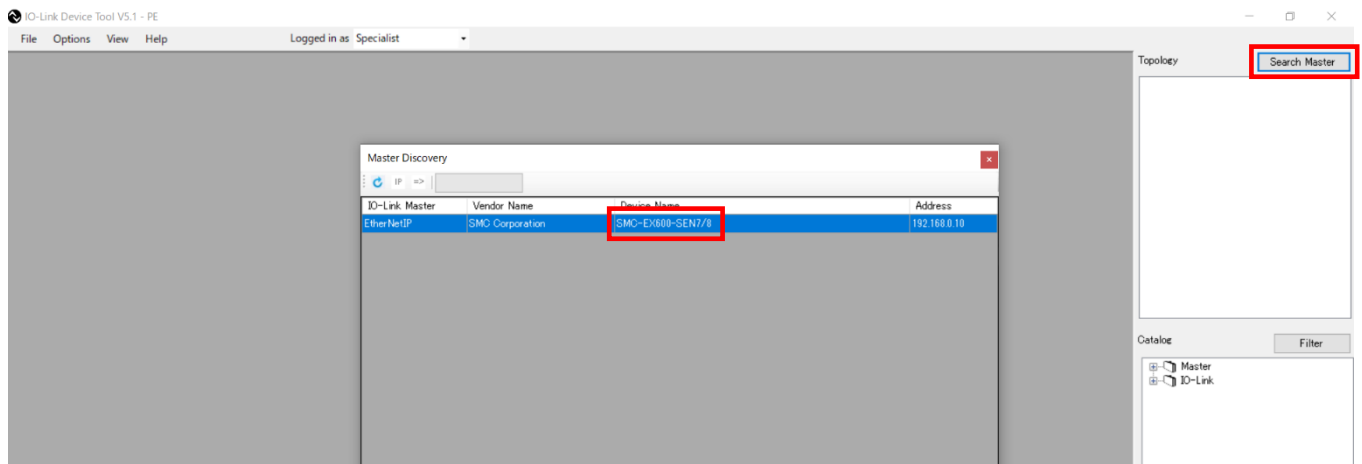 IO-Link Device Tool V5.1 - PE
File Options View Help Logged in as Specialist
Topology Search Master
Master Discovery
IP =>
IO-Link Master Vendor Name Device Name Address
EtherNetIP SMC Corporation SMC-EX600-SEN7/8 192.168.0.10
Catalog Filter
Master
IO-Link